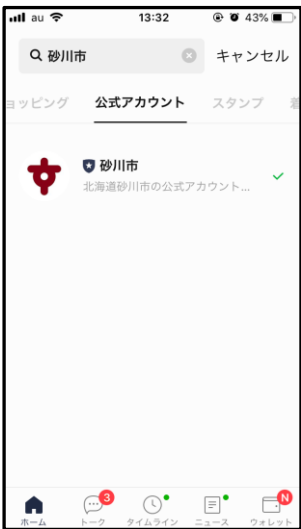 au 13:32 43%
砂川市 キャンセル
ョッピング 公式アカウント スタンプ 着
砂川市
北海道砂川市の公式アカウント...
3 N
ホーム トーク タイムライン ニュース ウォレット